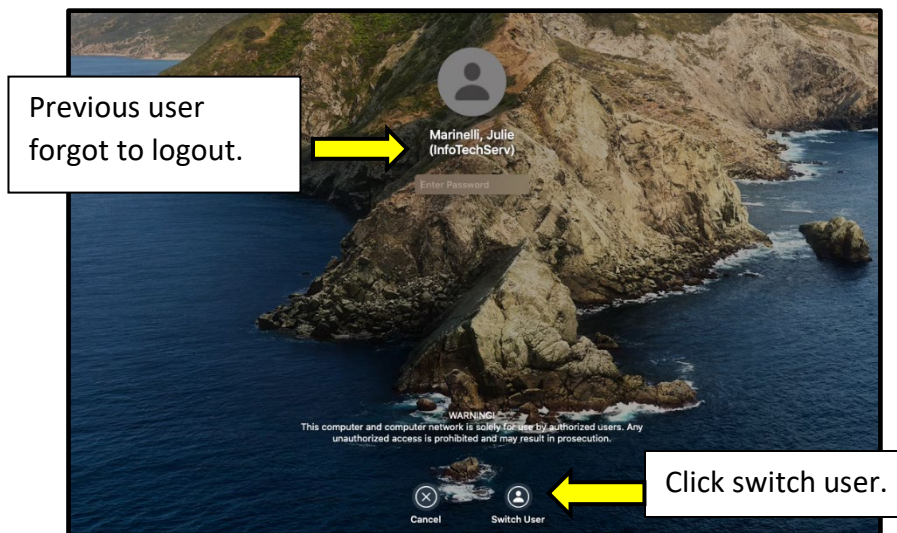 Previous user
forgot to logout.
Marinelli, Julie
(InfoTechServ)
Enter Password
WARNING!
This computer and computer network is solely for use by authorized users. Any
unauthorized access is prohibited and may result in prosecution.
Click switch user.
Cancel
Switch User